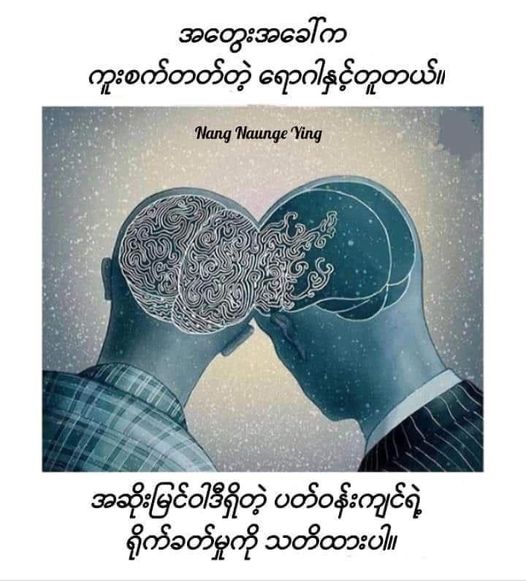 အတွေးအခေါ်က
ကူးစက်တတ်တဲ့ ရောဂါနှင့်တူတယ်။
Nang Naunge Ying
အဆိုးမြင်ဝါဒီရှိတဲ့ ပတ်ဝန်းကျင်ရဲ့
ရိုက်ခတ်မှုကို သတိထားပါ။